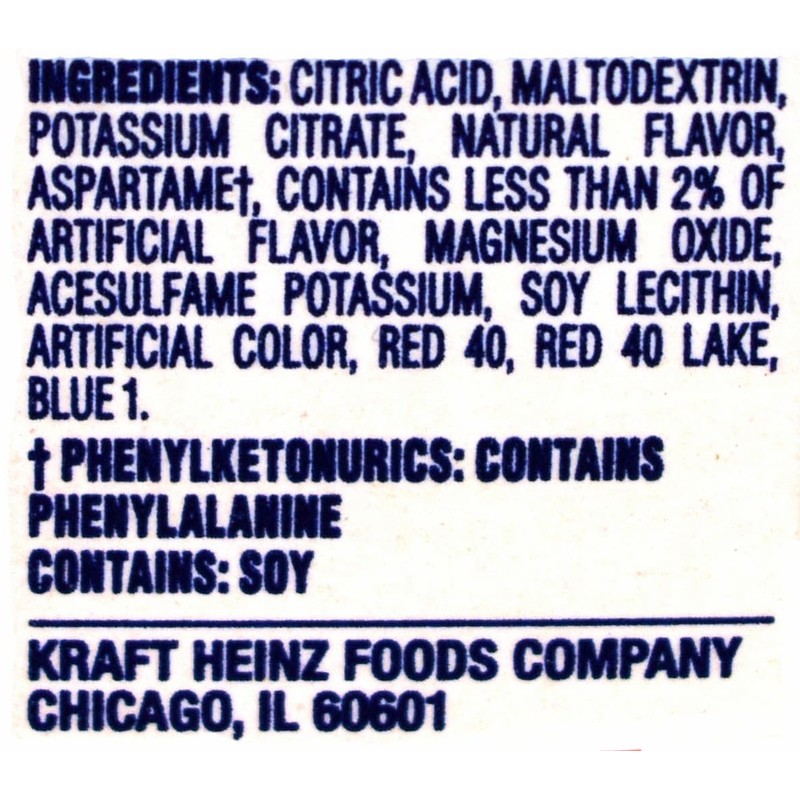 INGREDIENTS: CITRIC ACID, MALTODEXTRIN,
POTASSIUM CITRATE, NATURAL FLAVOR,
ASPARTAME†, CONTAINS LESS THAN 2% OF
ARTIFICIAL FLAVOR, MAGNESIUM OXIDE,
ACESULFAME POTASSIUM, SOY LECITHIN,
ARTIFICIAL COLOR, RED 40, RED 40 LAKE,
BLUE 1.
† PHENYLKETONURICS: CONTAINS
PHENYLALANINE
CONTAINS: SOY
KRAFT HEINZ FOODS COMPANY
CHICAGO, IL 60601